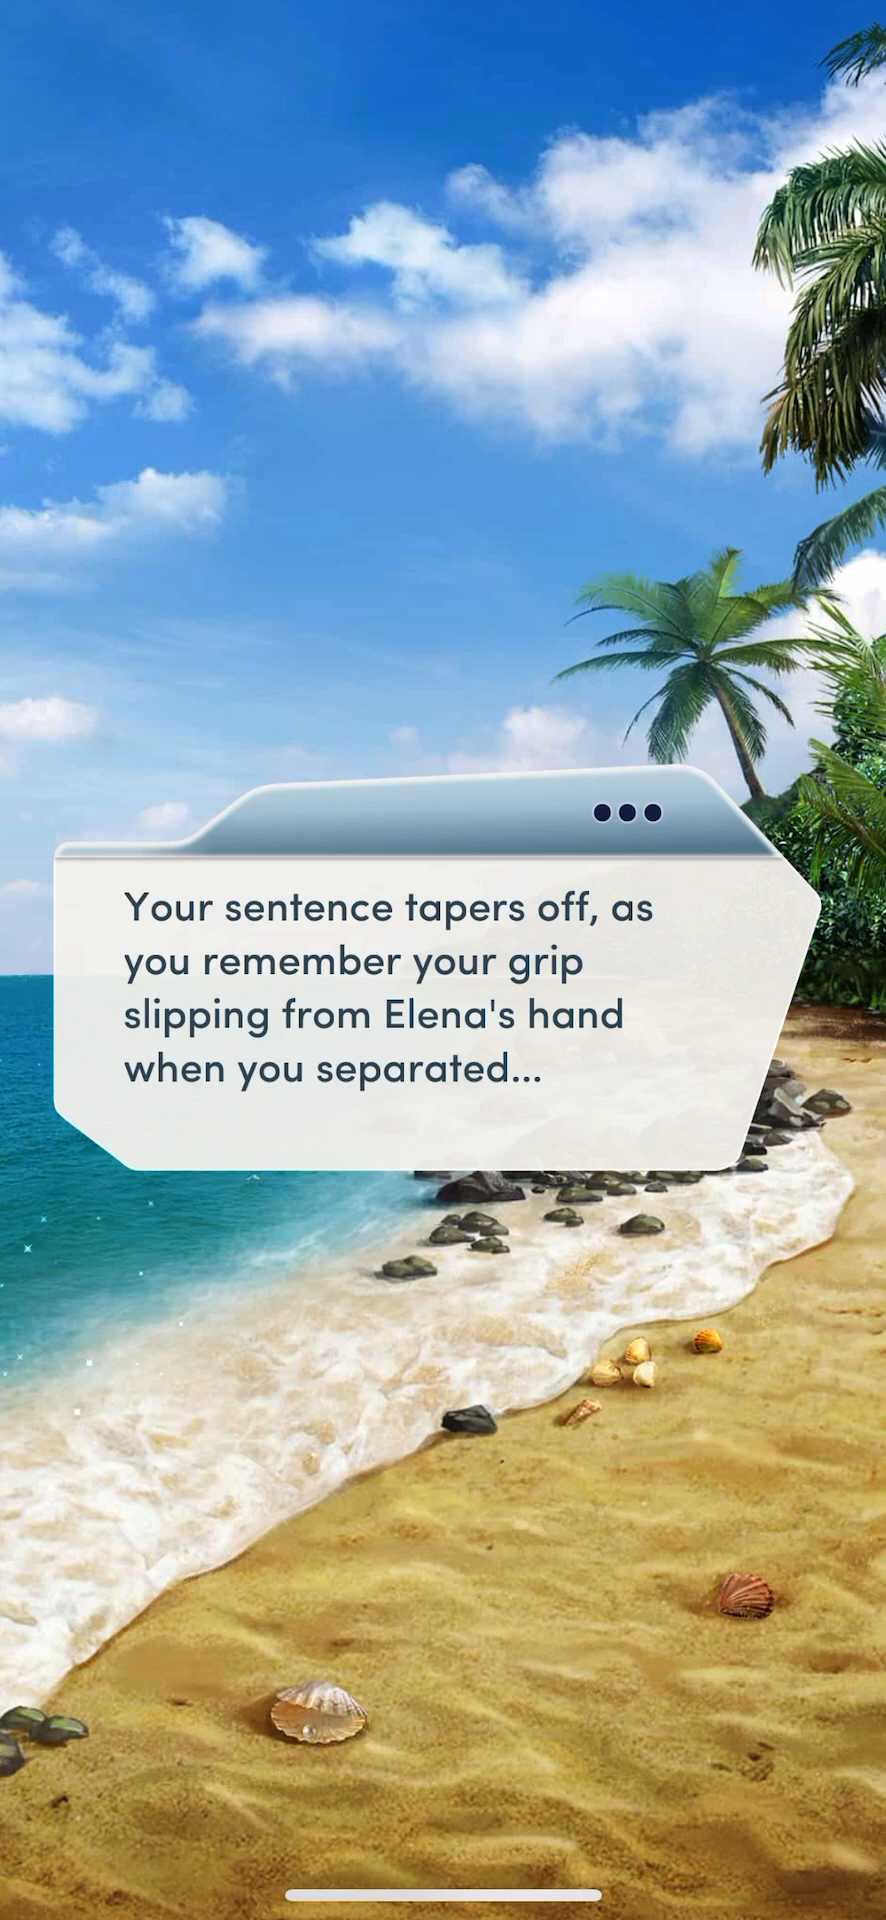 Your sentence tapers off, as
you remember your grip
slipping from Elena's hand
when you separated...